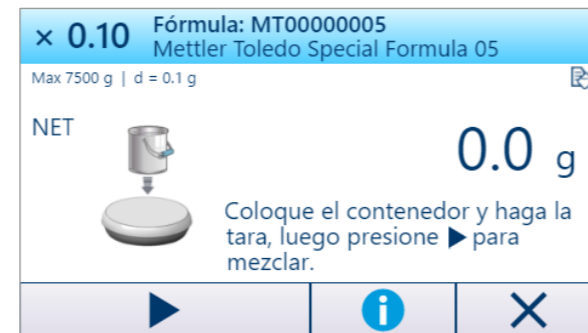 × 0.10
Fórmula: MT00000005
Mettler Toledo Special Formula 05
Max 7500 g | d = 0.1 g
NET
0.0 g
Coloque el contenedor y haga la
tara, luego presione ▶ para
mezclar.